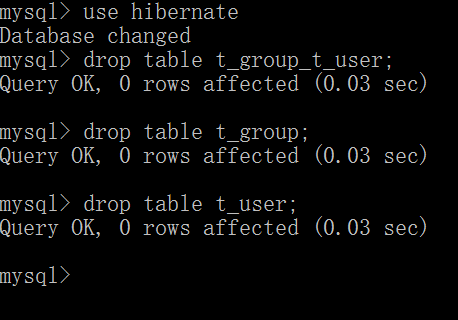 mysql> use hibernate
Database changed
mysql> drop table t_group_t_user;
Query OK, 0 rows affected (0.03 sec)
mysql> drop table t_group;
Query OK, 0 rows affected (0.03 sec)
mysql> drop table t_user;
Query OK, 0 rows affected (0.03 sec)
mysql>